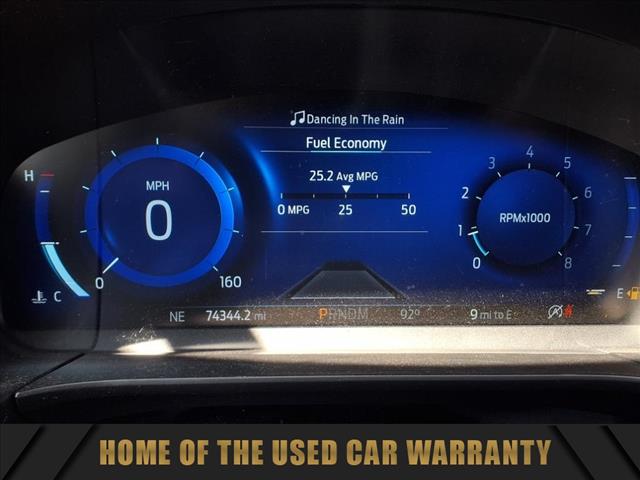 Dancing In The Rain
Fuel Economy
25.2 Avg MPG
0 MPG 25 50
H
MPH
0
0 160
C
3 4 5
2 6
RPMx1000
1 7
0 8
E
NE 74344.2 mi PRNDM 92° 9 mi to E
HOME OF THE USED CAR WARRANTY